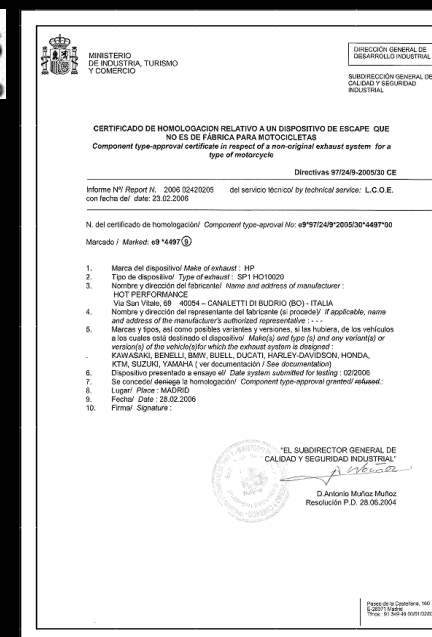 MINISTERIO
DE INDUSTRIA, TURISMO
Y COMERCIO
DIRECCIÓN GENERAL DE
DESARROLLO INDUSTRIAL
SUBDIRECCIÓN GENERAL DE
CALIDAD Y SEGURIDAD
INDUSTRIAL
CERTIFICADO DE HOMOLOGACION RELATIVO A UN DISPOSITIVO DE ESCAPE QUE
NO ES DE FÁBRICA PARA MOTOCICLETAS
Component type-approval certificate in respect of a non-original exhaust system for a
type of motorcycle
Directivas 97/24/9-2005/30 CE
Informe Nº/ Report N. 2006 02420205 del servicio técnico/ by technical service: L.C.O.E.
con fecha de/ date: 23.02.2006
N. del certificado de homologación/ Component type-aproval No: e9*97/24/9*2005/30*4497*00
Marcado / Marked: e9 *4497 9
1. Marca del dispositivo/ Make of exhaust : HP
2. Tipo de dispositivo/ Type of exhaust : SP1 HO10020
3. Nombre y dirección del fabricante/ Name and address of manufacturer :
HOT PERFORMANCE
Via San Vitale, 69 40054 – CANALETTI DI BUDRIO (BO) - ITALIA
4. Nombre y dirección del representante del fabricante (si procede)/ if applicable, name
and address of the manufacturer's authorized representative : - - -
5. Marcas y tipos, así como posibles variantes y versiones, si las hubiera, de los vehículos
a los cuales está destinado el dispositivo/ Make(s) and type (s) and any variant(s) or
version(s) of the vehicle(s)for which the exhaust system is designed :
. KAWASAKI, BENELLI, BMW, BUELL, DUCATI, HARLEY-DAVIDSON, HONDA,
KTM, SUZUKI, YAMAHA ( ver documentación / See documentation)
6. Dispositivo presentado a ensayo el/ Date system submitted for testing : 02/2006
7. Se concede/ deniega la homologación/ Component type-approval granted/ refused.:
8. Lugar/ Place : MADRID
9. Fecha/ Date : 28.02.2006
10. Firma/ Signature :
"EL SUBDIRECTOR GENERAL DE
CALIDAD Y SEGURIDAD INDUSTRIAL"
D.Antonio Muñoz Muñoz
Resolución P.D. 28.06.2004
Paseo de la Castellana, 160
E-28071 Madrid